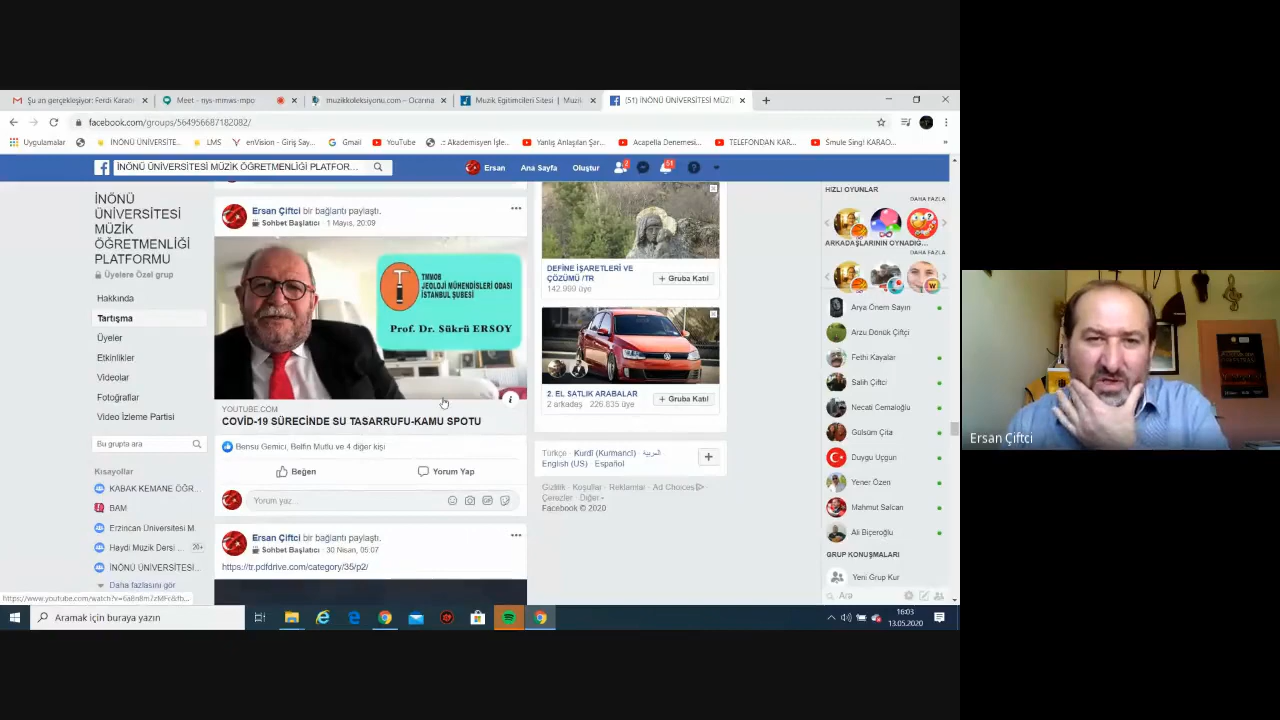 Şu an gerçekleşiyor: Ferdi Karaö
Meet - nys-mmws-mpo
muzikkoleksiyonu.com – Ocarina
Muzik Egitimcileri Sitesi | Muzik
(51) İNÖNÜ ÜNİVERSİTESİ MÜZİ
facebook.com/groups/564956687182082/
Uygulamalar
İNÖNÜ ÜNİVERSİTE...
LMS
enVision - Giriş Say...
Gmail
YouTube
.:: Akademisyen İşle...
Yanlış Anlaşılan Şar...
Acapella Denemesi...
TELEFONDAN KAR...
Smule Sing! KARAO...
»
İNÖNÜ ÜNİVERSİTESİ MÜZİK ÖĞRETMENLİĞİ PLATFOR...
Ersan
Ana Sayfa
Oluştur
2
51
İNÖNÜ
ÜNİVERSİTESİ
MÜZİK
ÖĞRETMENLİĞİ
PLATFORMU
Üyelere Özel grup
Hakkında
Tartışma
Üyeler
Etkinlikler
Videolar
Fotoğraflar
Video İzleme Partisi
Bu grupta ara
Kısayollar
KABAK KEMANE ÖĞR...
BAM
Erzincan Üniversitesi M...
Haydi Müzik Dersi ...
20+
İNÖNÜ ÜNİVERSİTESİ...
Daha fazlasını gör
Ersan Çiftci bir bağlantı paylaştı.
Sohbet Başlatıcı · 1 Mayıs, 20:09
TMMOB
JEOLOJİ MÜHENDİSLERİ ODASI
İSTANBUL ŞUBESİ
Prof. Dr. Şükrü ERSOY
YOUTUBE.COM
COVİD-19 SÜRECİNDE SU TASARRUFU-KAMU SPOTU
Bensu Gemici, Belfin Mutlu ve 4 diğer kişi
Beğen
Yorum Yap
Yorum yaz...
Ersan Çiftci bir bağlantı paylaştı.
Sohbet Başlatıcı · 30 Nisan, 05:07
https://tr.pdfdrive.com/category/35/p2/
DEFİNE İŞARETLERİ VE
ÇÖZÜMÜ /TR
142.999 üye
+ Gruba Katıl
2. EL SATLIK ARABALAR
2 arkadaş · 226.635 üye
+ Gruba Katıl
Türkçe · Kurdî (Kurmancî) · العربية ·
English (US) · Español
Gizlilik · Koşullar · Reklamlar · Ad Choices
Çerezler · Diğer
Facebook © 2020
HIZLI OYUNLAR
DAHA FAZLA
ARKADAŞLARININ OYNADIĞ...
DAHA FAZLA
Arya Önem Sayın
Arzu Dönük Çiftçi
Fethi Kayalar
Salih Çiftci
Necati Cemaloğlu
Gülsüm Çila
Duygu Uçgun
Yener Özen
Mahmut Salcan
Ali Biçeroğlu
GRUP KONUŞMALARI
Yeni Grup Kur
Ara
Aramak için buraya yazın
16:03
13.05.2020
Ersan Çiftci